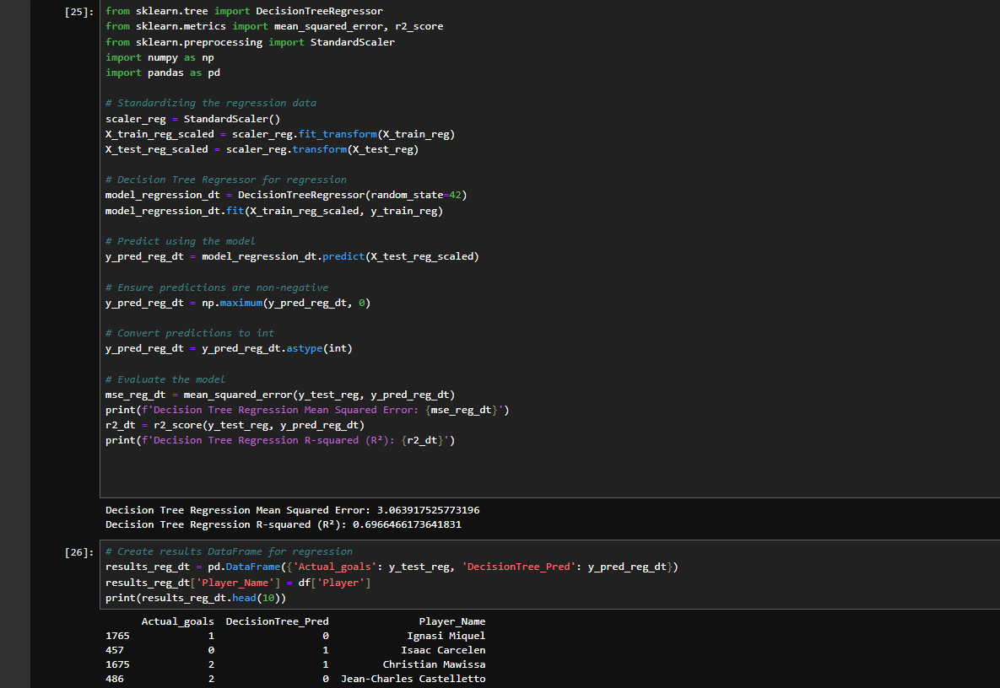 [25]: from sklearn.tree import DecisionTreeRegressor
from sklearn.metrics import mean_squared_error, r2_score
from sklearn.preprocessing import StandardScaler
import numpy as np
import pandas as pd
# Standardizing the regression data
scaler_reg = StandardScaler()
X_train_reg_scaled = scaler_reg.fit_transform(X_train_reg)
X_test_reg_scaled = scaler_reg.transform(X_test_reg)
# Decision Tree Regressor for regression
model_regression_dt = DecisionTreeRegressor(random_state=42)
model_regression_dt.fit(X_train_reg_scaled, y_train_reg)
# Predict using the model
y_pred_reg_dt = model_regression_dt.predict(X_test_reg_scaled)
# Ensure predictions are non-negative
y_pred_reg_dt = np.maximum(y_pred_reg_dt, 0)
# Convert predictions to int
y_pred_reg_dt = y_pred_reg_dt.astype(int)
# Evaluate the model
mse_reg_dt = mean_squared_error(y_test_reg, y_pred_reg_dt)
print(f'Decision Tree Regression Mean Squared Error: {mse_reg_dt}')
r2_dt = r2_score(y_test_reg, y_pred_reg_dt)
print(f'Decision Tree Regression R-squared (R²): {r2_dt}')
Decision Tree Regression Mean Squared Error: 3.063917525773196
Decision Tree Regression R-squared (R²): 0.6966466173641831
[26]: # Create results DataFrame for regression
results_reg_dt = pd.DataFrame({'Actual_goals': y_test_reg, 'DecisionTree_Pred': y_pred_reg_dt})
results_reg_dt['Player_Name'] = df['Player']
print(results_reg_dt.head(10))
Actual_goals DecisionTree_Pred Player_Name
1765 1 0 Ignasi Miquel
457 0 1 Isaac Carcelen
1675 2 1 Christian Mawissa
486 2 0 Jean-Charles Castelletto